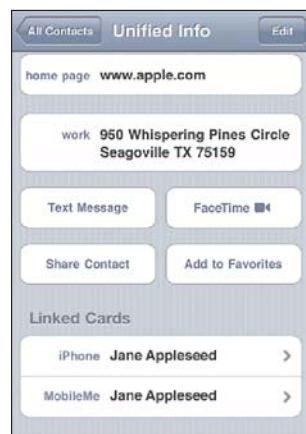 All Contacts Unified Info Edit
home page www.apple.com
work 950 Whispering Pines Circle
Seagoville TX 75159
Text Message FaceTime
Share Contact Add to Favorites
Linked Cards
iPhone Jane Appleseed
MobileMe Jane Appleseed